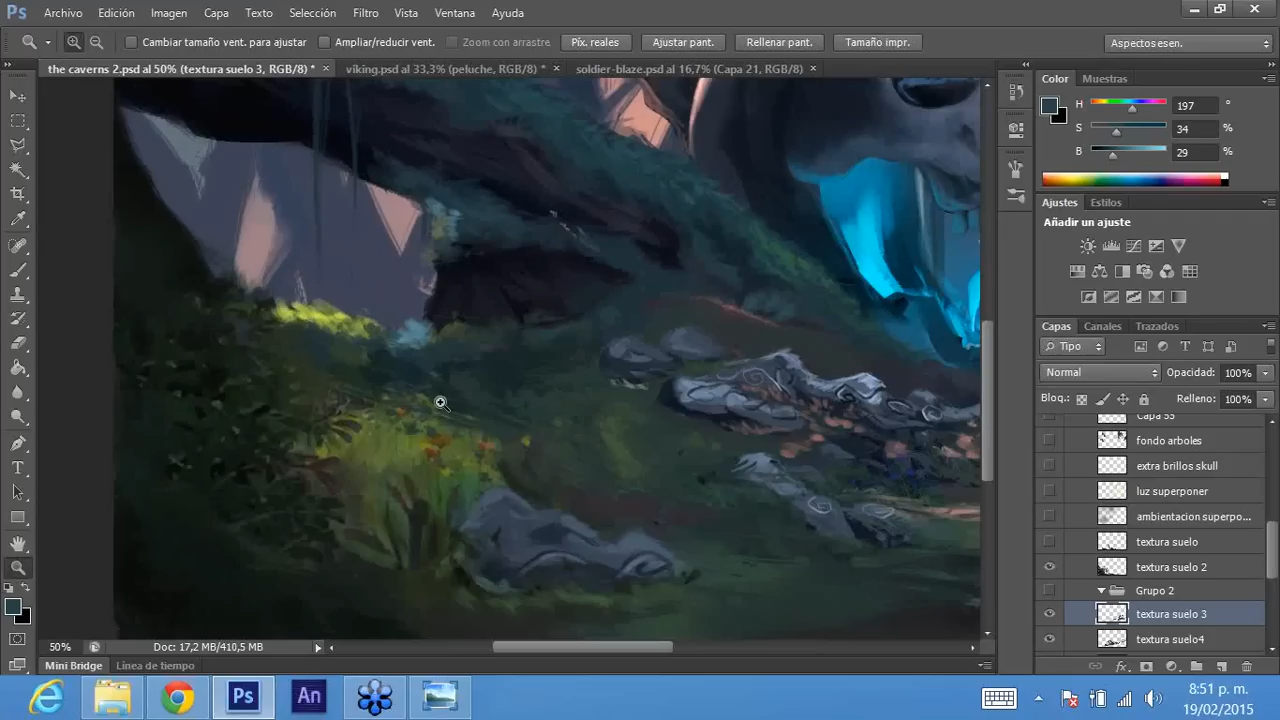 Ps Archivo Edición Imagen Capa Texto Selección Filtro Vista Ventana Ayuda
Cambiar tamaño vent. para ajustar Ampliar/reducir vent. Zoom con arrastre Píx. reales Ajustar pant. Rellenar pant. Tamaño impr. Aspectos esen.
the caverns 2.psd al 50% (textura suelo 3, RGB/8) * × viking.psd al 33,3% (peluche, RGB/8) * × soldier-blaze.psd al 16,7% (Capa 21, RGB/8) ×
Color Muestras
H 197 °
S 34 %
B 29 %
Ajustes Estilos
Añadir un ajuste
Capas Canales Trazados
Tipo
Normal Opacidad: 100%
Bloq.: Relleno: 100%
Capa 55
fondo arboles
extra brillos skull
luz superponer
ambientacion superpo...
textura suelo
textura suelo 2
Grupo 2
textura suelo 3
textura suelo4
50% Doc: 17,2 MB/410,5 MB
Mini Bridge Línea de tiempo
Ps An
8:51 p. m.
19/02/2015